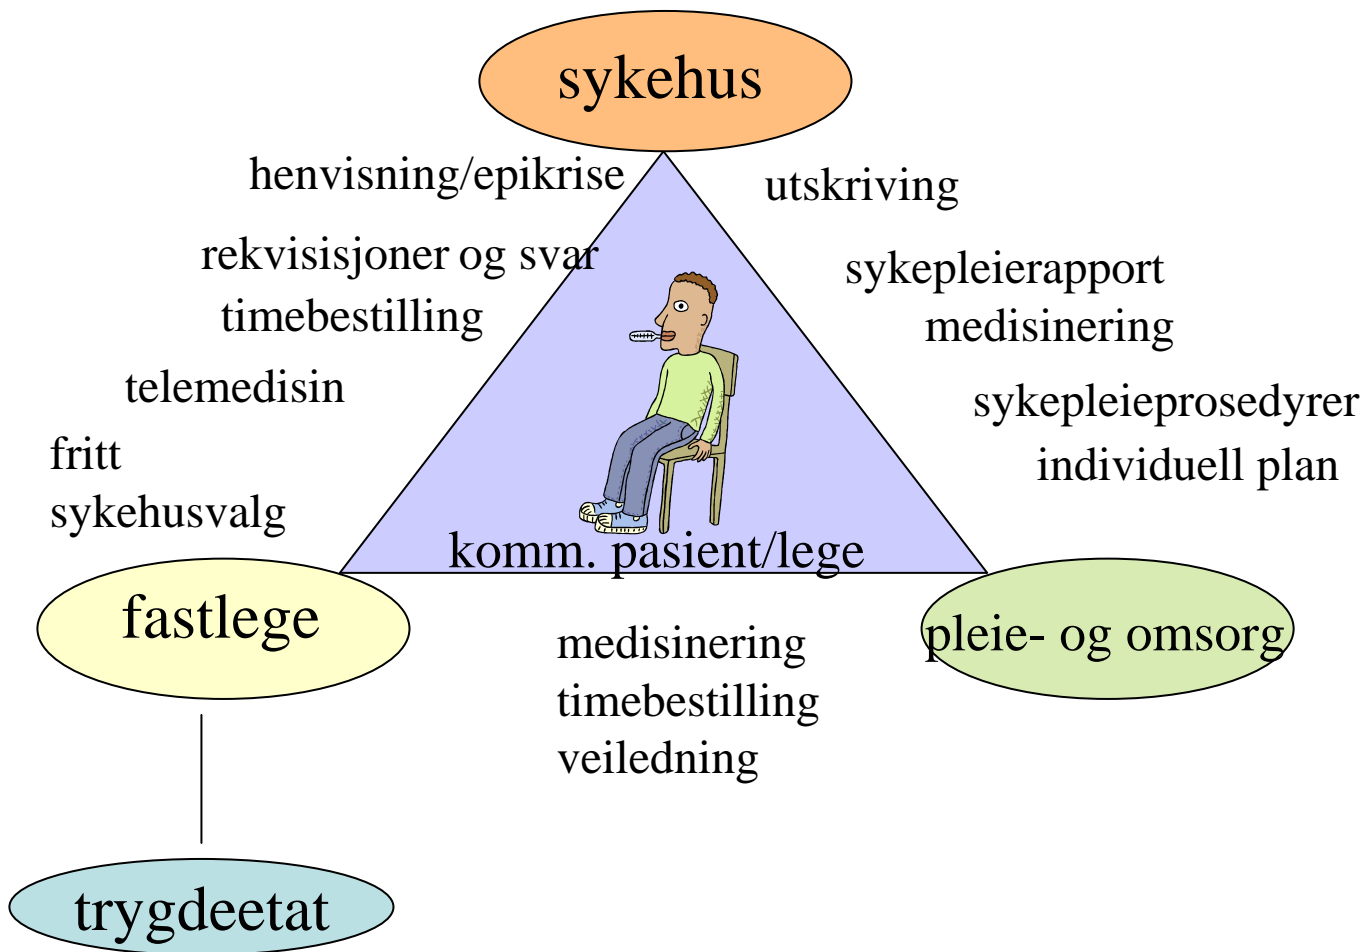 sykehus
henvisning/epikrise
utskriving
rekvisisjoner og svar
sykepleierapport
timebestilling
medisinering
telemedisin
sykepleieprosedyrer
fritt
sykehusvalg
individuell plan
komm. pasient/lege
fastlege
pleie- og omsorg
medisinering
timebestilling
veiledning
trygdeetat